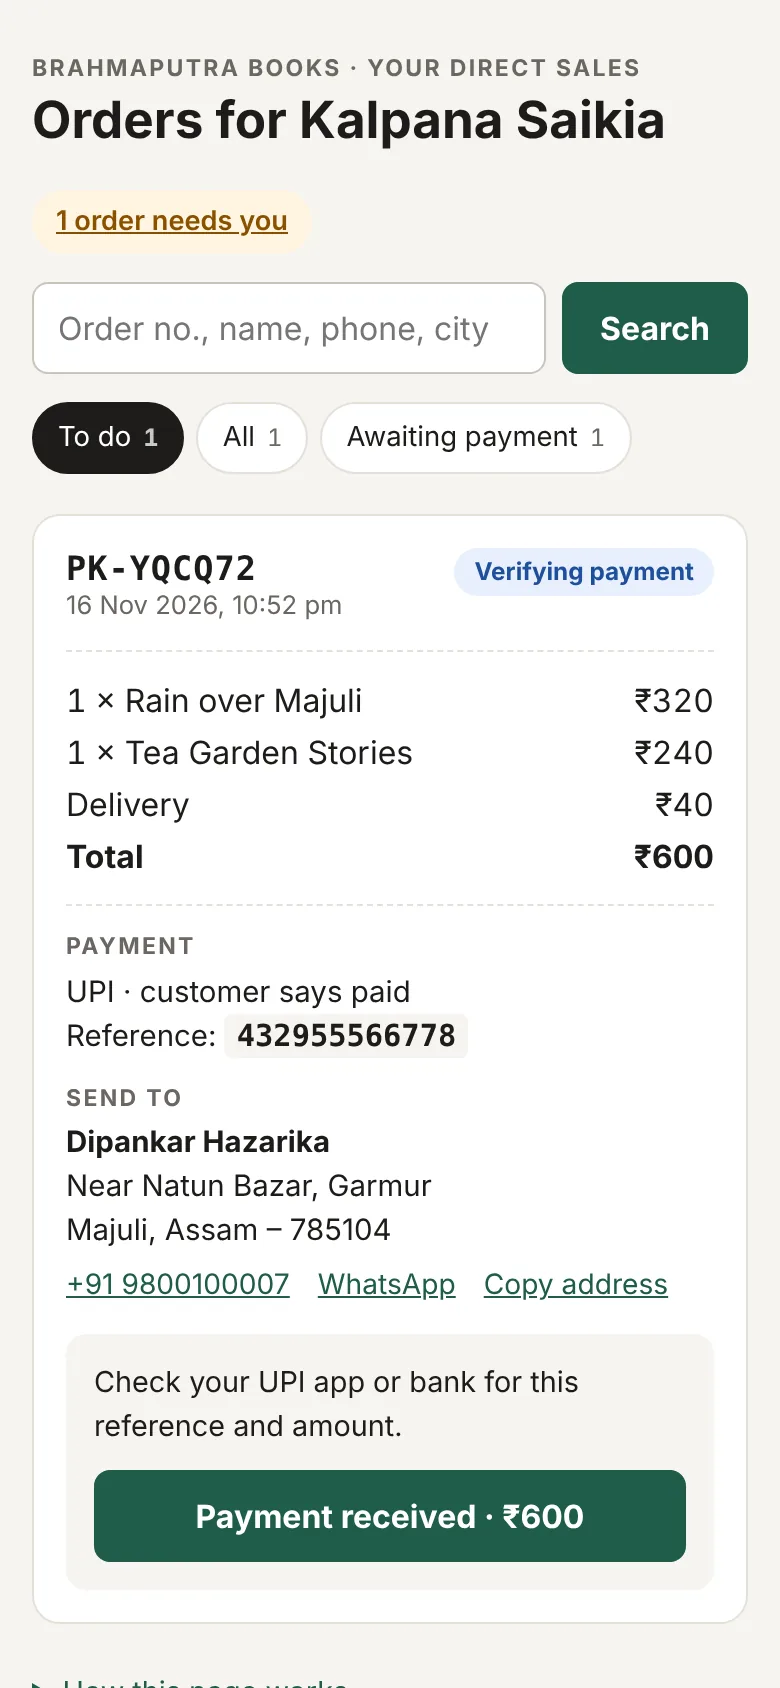 BRAHMAPUTRA BOOKS · YOUR DIRECT SALES
Orders for Kalpana Saikia
1 order needs you
Order no., name, phone, city
Search
To do 1
All 1
Awaiting payment 1
PK-YQCQ72
Verifying payment
16 Nov 2026, 10:52 pm
1 × Rain over Majuli ₹320
1 × Tea Garden Stories ₹240
Delivery ₹40
Total ₹600
PAYMENT
UPI · customer says paid
Reference: 432955566778
SEND TO
Dipankar Hazarika
Near Natun Bazar, Garmur
Majuli, Assam – 785104
+91 9800100007 WhatsApp Copy address
Check your UPI app or bank for this
reference and amount.
Payment received · ₹600
How this page works